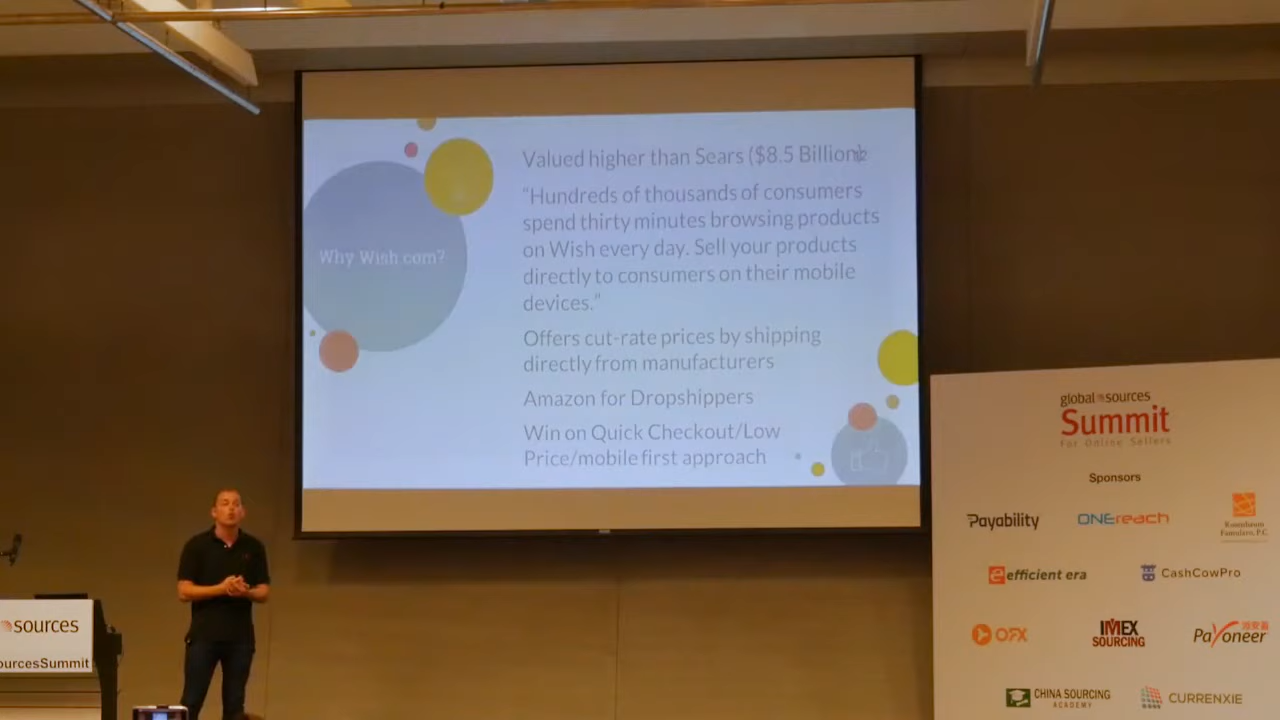 Why Wish com?
Valued higher than Sears ($8.5 Billion)
“Hundreds of thousands of consumers
spend thirty minutes browsing products
on Wish every day. Sell your products
directly to consumers on their mobile
devices.”
Offers cut-rate prices by shipping
directly from manufacturers
Amazon for Dropshippers
Win on Quick Checkout/Low
Price/mobile first approach
global sources
Summit
For Online Sellers
Sponsors
Payability
ONEreach
efficient era
CashCowPro
OFX
IMEX
SOURCING
Payoneer
CHINA SOURCING
ACADEMY
CURRENXIE
sources
ourcesSummit